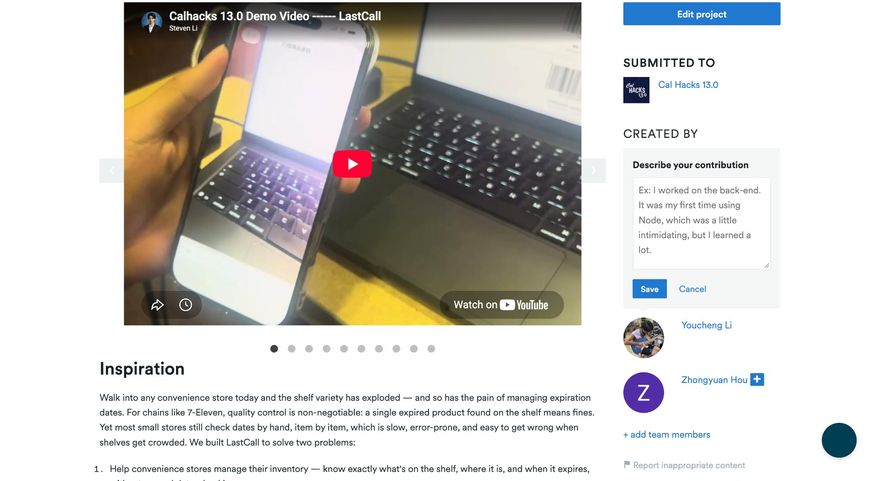 Calhacks 13.0 Demo Video ------ LastCall
Steven Li
Watch on YouTube
Inspiration
Walk into any convenience store today and the shelf variety has exploded — and so has the pain of managing expiration
dates. For chains like 7-Eleven, quality control is non-negotiable: a single expired product found on the shelf means fines.
Yet most small stores still check dates by hand, item by item, which is slow, error-prone, and easy to get wrong when
shelves get crowded. We built LastCall to solve two problems:
1. Help convenience stores manage their inventory — know exactly what's on the shelf, where it is, and when it expires,
Edit project
SUBMITTED TO
CAL HACKS 13.0
Cal Hacks 13.0
CREATED BY
Describe your contribution
Ex: I worked on the back-end.
It was my first time using
Node, which was a little
intimidating, but I learned a
lot.
Save Cancel
Youcheng Li
Z
Zhongyuan Hou +
+ add team members
Report inappropriate content